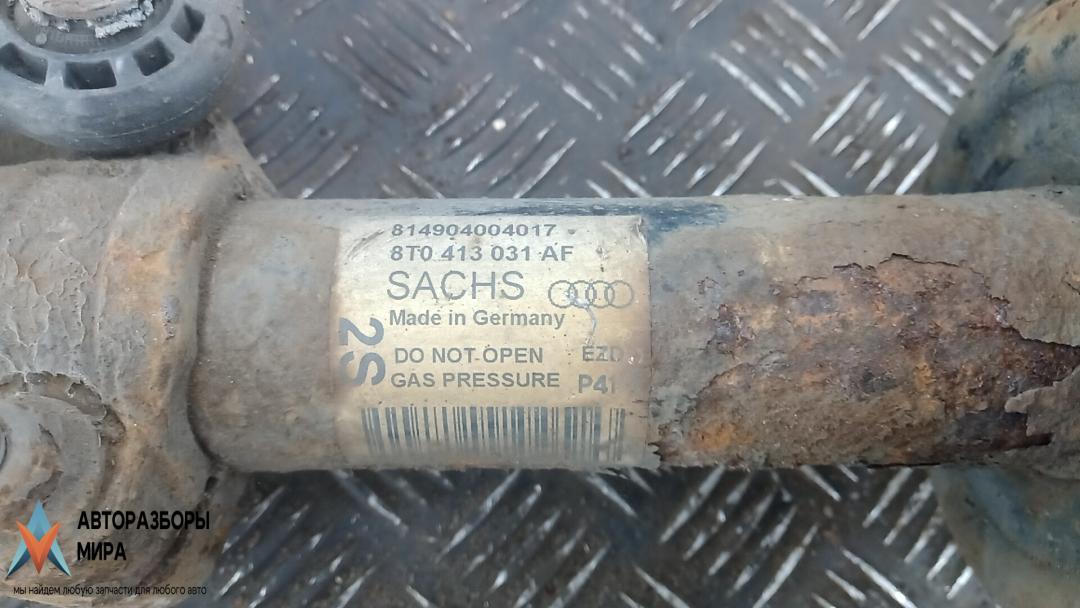 814904004017
8T0 413 031 AF
SACHS
Made in Germany
2S
DO NOT OPEN
GAS PRESSURE
P41
АВТОРАЗБОРЫ
МИРА
мы найдем любую запчасти для любого авто